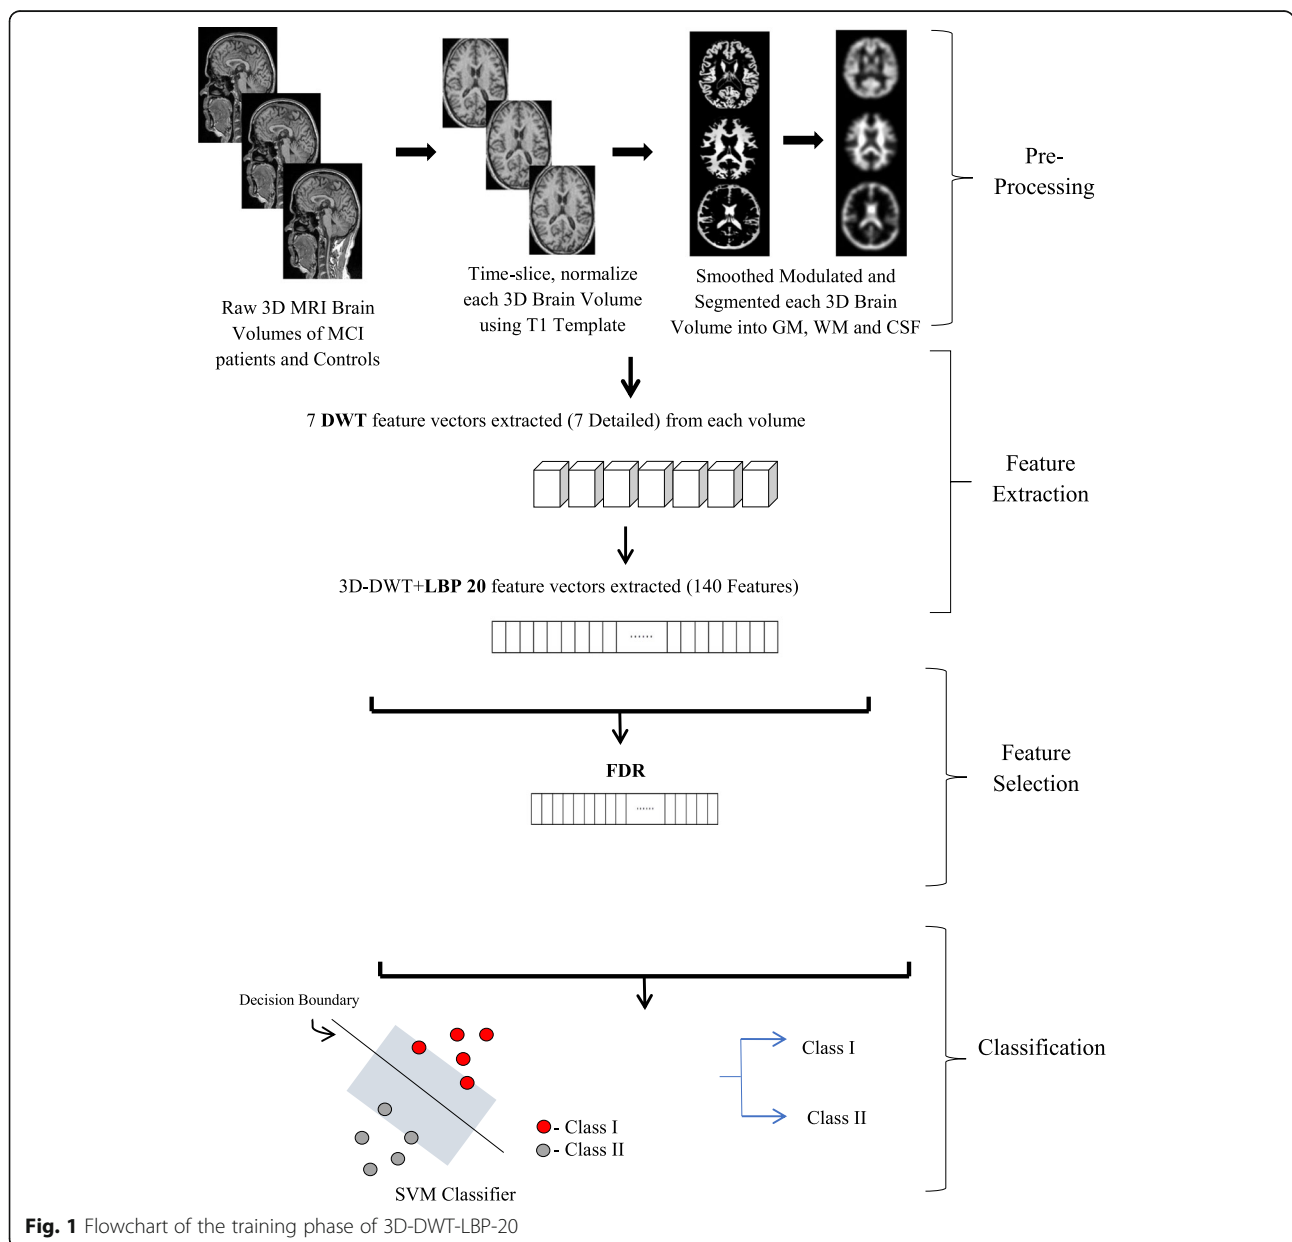 Raw 3D MRI Brain
Volumes of MCI
patients and Controls
Time-slice, normalize
each 3D Brain Volume
using T1 Template
Smoothed Modulated and
Segmented each 3D Brain
Volume into GM, WM and CSF
Pre-
Processing
7 DWT feature vectors extracted (7 Detailed) from each volume
3D-DWT+LBP 20 feature vectors extracted (140 Features)
......
Feature
Extraction
FDR
......
Feature
Selection
Decision Boundary
- Class I
- Class II
SVM Classifier
Class I
Class II
Classification
Fig. 1 Flowchart of the training phase of 3D-DWT-LBP-20